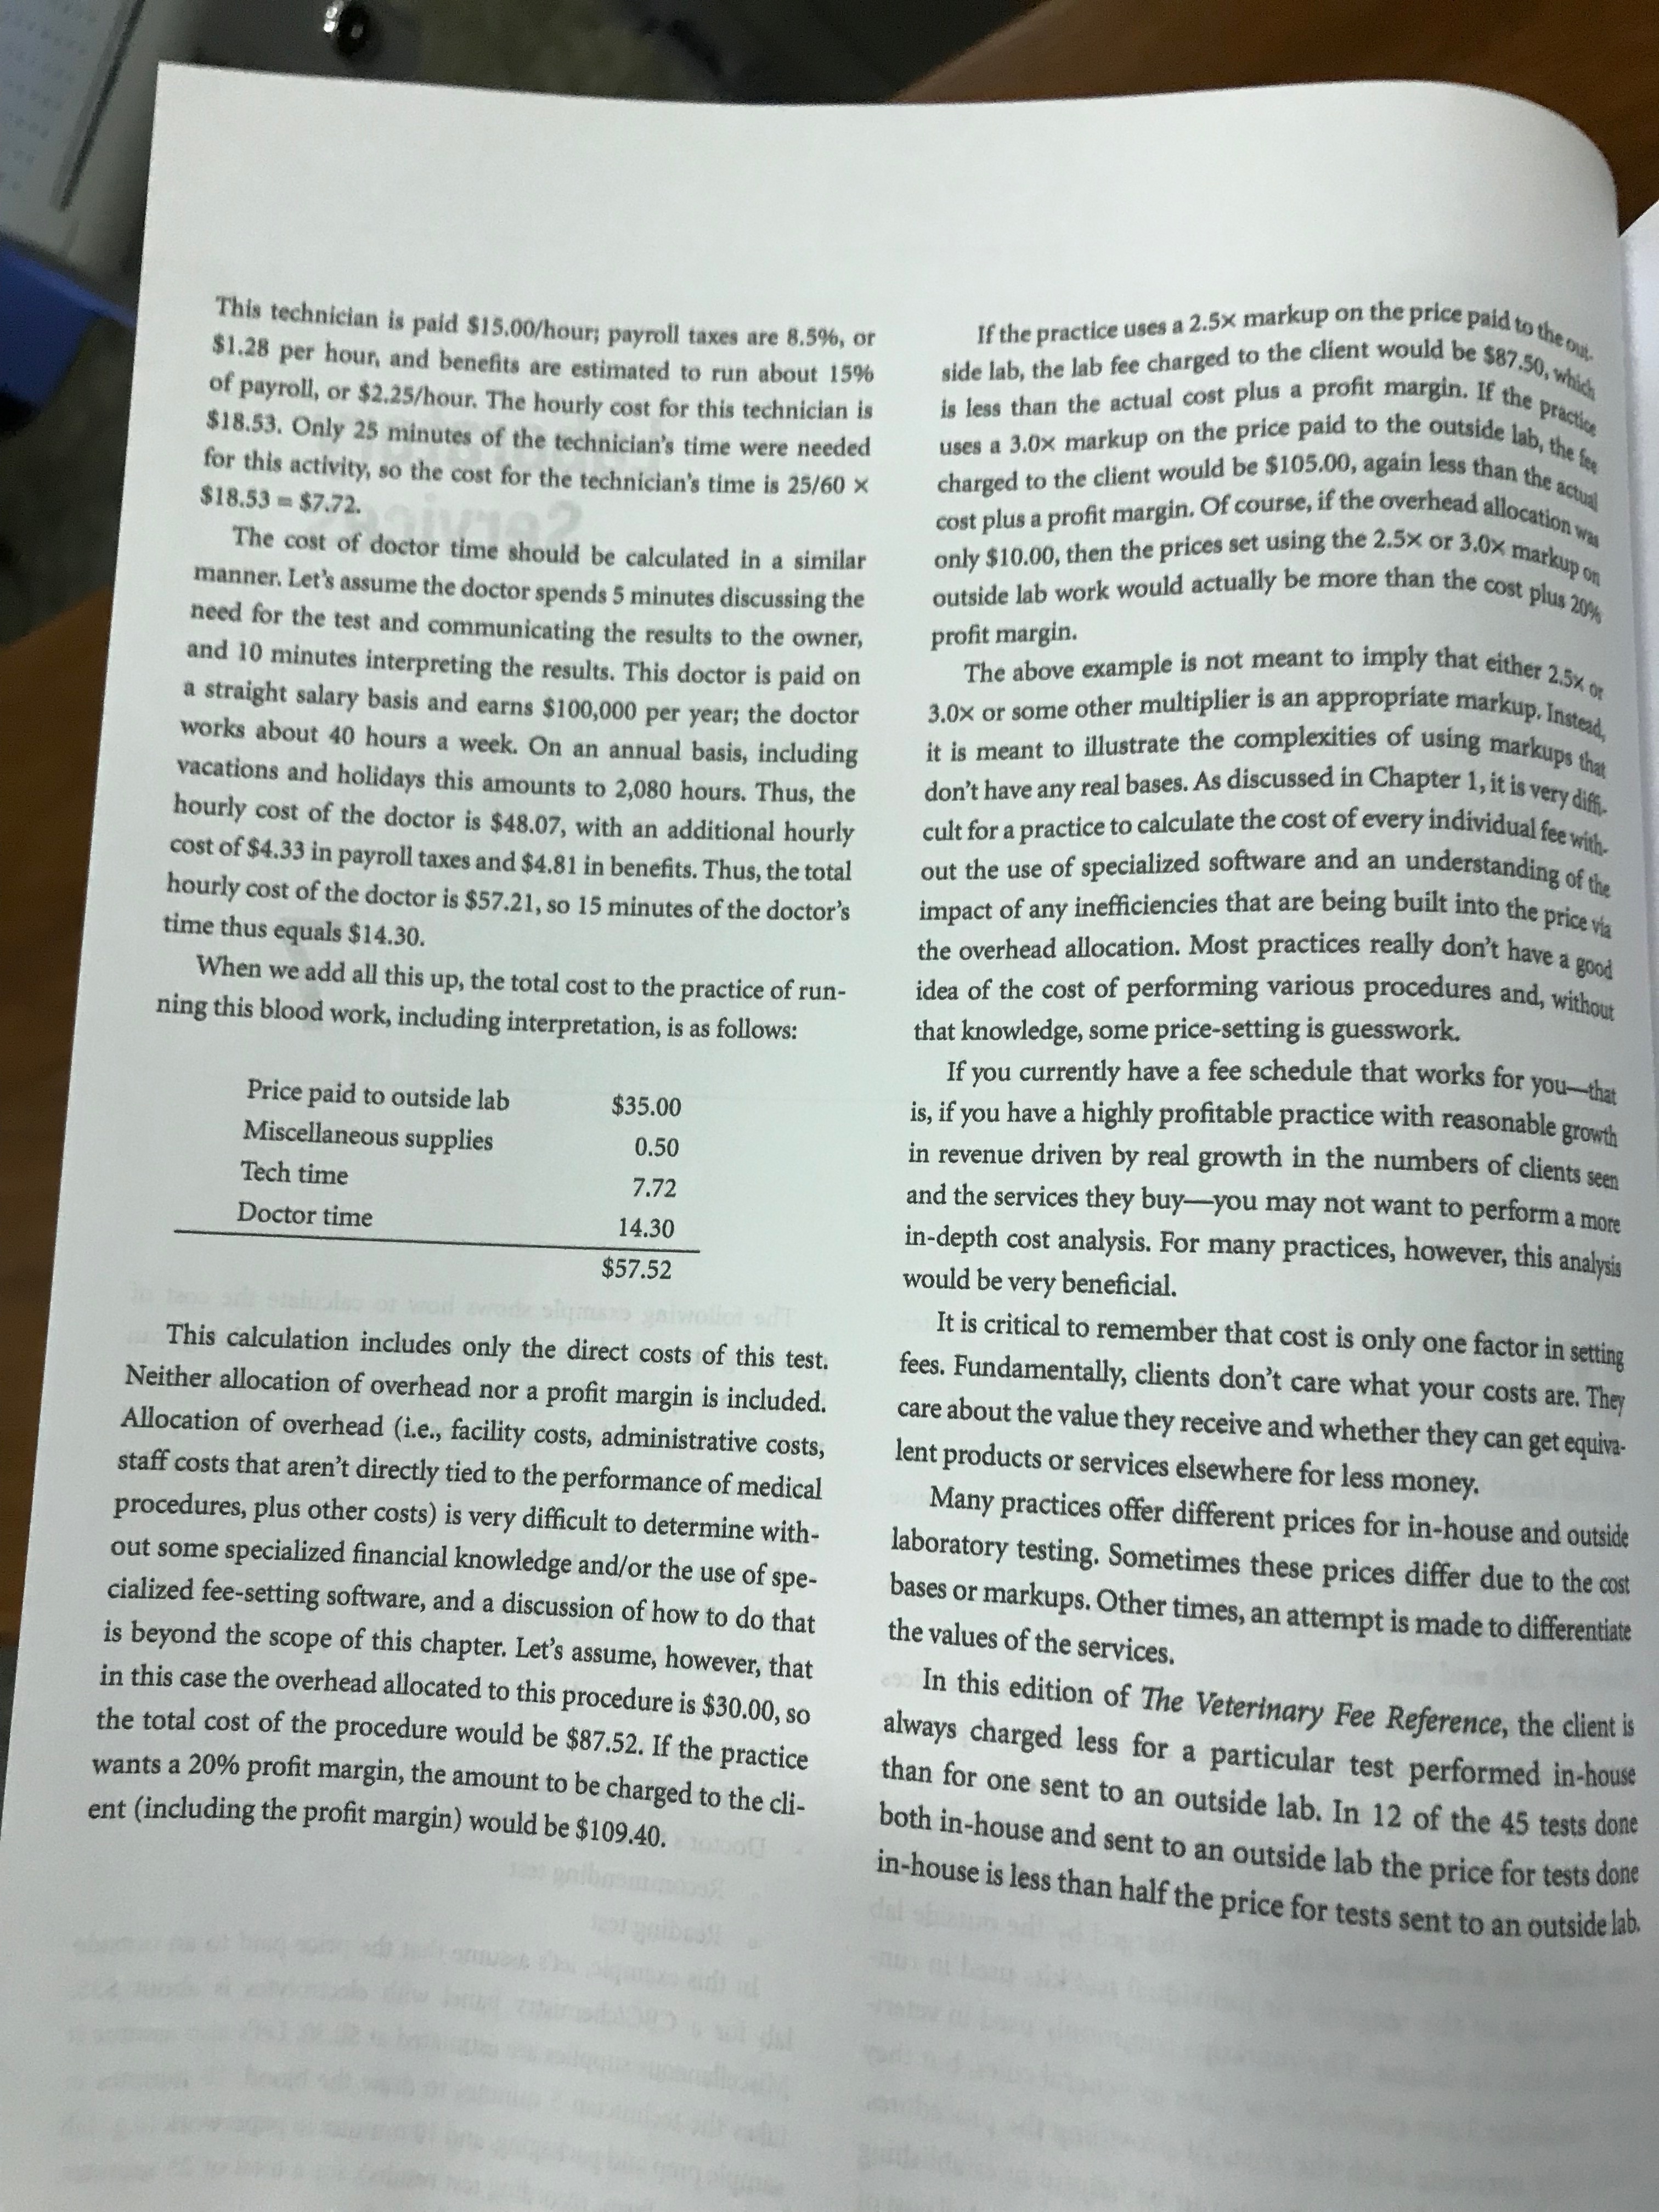 This technician is paid $15.00/hour; payroll taxes are 8.5%, or
$1.28 per hour, and benefits are estimated to run about 15%
of payroll, or $2.25/hour. The hourly cost for this technician is
$18.53. Only 25 minutes of the technician's time were needed
for this activity, so the cost for the technician's time is 25/60 ×
$18.53 = $7.72.
The cost of doctor time should be calculated in a similar
manner. Let's assume the doctor spends 5 minutes discussing the
need for the test and communicating the results to the owner,
and 10 minutes interpreting the results. This doctor is paid on
a straight salary basis and earns $100,000 per year; the doctor
works about 40 hours a week. On an annual basis, including
vacations and holidays this amounts to 2,080 hours. Thus, the
hourly cost of the doctor is $48.07, with an additional hourly
cost of $4.33 in payroll taxes and $4.81 in benefits. Thus, the total
hourly cost of the doctor is $57.21, so 15 minutes of the doctor's
time thus equals $14.30.
When we add all this up, the total cost to the practice of run-
ning this blood work, including interpretation, is as follows:
Price paid to outside lab $35.00
Miscellaneous supplies 0.50
Tech time 7.72
Doctor time 14.30
$57.52
This calculation includes only the direct costs of this test.
Neither allocation of overhead nor a profit margin is included.
Allocation of overhead (i.e., facility costs, administrative costs,
staff costs that aren't directly tied to the performance of medical
procedures, plus other costs) is very difficult to determine with-
out some specialized financial knowledge and/or the use of spe-
cialized fee-setting software, and a discussion of how to do that
is beyond the scope of this chapter. Let's assume, however, that
in this case the overhead allocated to this procedure is $30.00, so
the total cost of the procedure would be $87.52. If the practice
wants a 20% profit margin, the amount to be charged to the cli-
ent (including the profit margin) would be $109.40.
If the practice uses a 2.5× markup on the price paid to the out-
side lab, the lab fee charged to the client would be $87.50, which
is less than the actual cost plus a profit margin. If the practice
uses a 3.0× markup on the price paid to the outside lab, the fee
charged to the client would be $105.00, again less than the actual
cost plus a profit margin. Of course, if the overhead allocation was
only $10.00, then the prices set using the 2.5× or 3.0× markup on
outside lab work would actually be more than the cost plus 20%
profit margin.
The above example is not meant to imply that either 2.5× or
3.0× or some other multiplier is an appropriate markup. Instead,
it is meant to illustrate the complexities of using markups that
don't have any real bases. As discussed in Chapter 1, it is very diffi-
cult for a practice to calculate the cost of every individual fee with-
out the use of specialized software and an understanding of the
impact of any inefficiencies that are being built into the price via
the overhead allocation. Most practices really don't have a good
idea of the cost of performing various procedures and, without
that knowledge, some price-setting is guesswork.
If you currently have a fee schedule that works for you—that
is, if you have a highly profitable practice with reasonable growth
in revenue driven by real growth in the numbers of clients seen
and the services they buy—you may not want to perform a more
in-depth cost analysis. For many practices, however, this analysis
would be very beneficial.
It is critical to remember that cost is only one factor in setting
fees. Fundamentally, clients don't care what your costs are. They
care about the value they receive and whether they can get equiva-
lent products or services elsewhere for less money.
Many practices offer different prices for in-house and outside
laboratory testing. Sometimes these prices differ due to the cost
bases or markups. Other times, an attempt is made to differentiate
the values of the services.
In this edition of The Veterinary Fee Reference, the client is
always charged less for a particular test performed in-house
than for one sent to an outside lab. In 12 of the 45 tests done
both in-house and sent to an outside lab the price for tests done
in-house is less than half the price for tests sent to an outside lab.